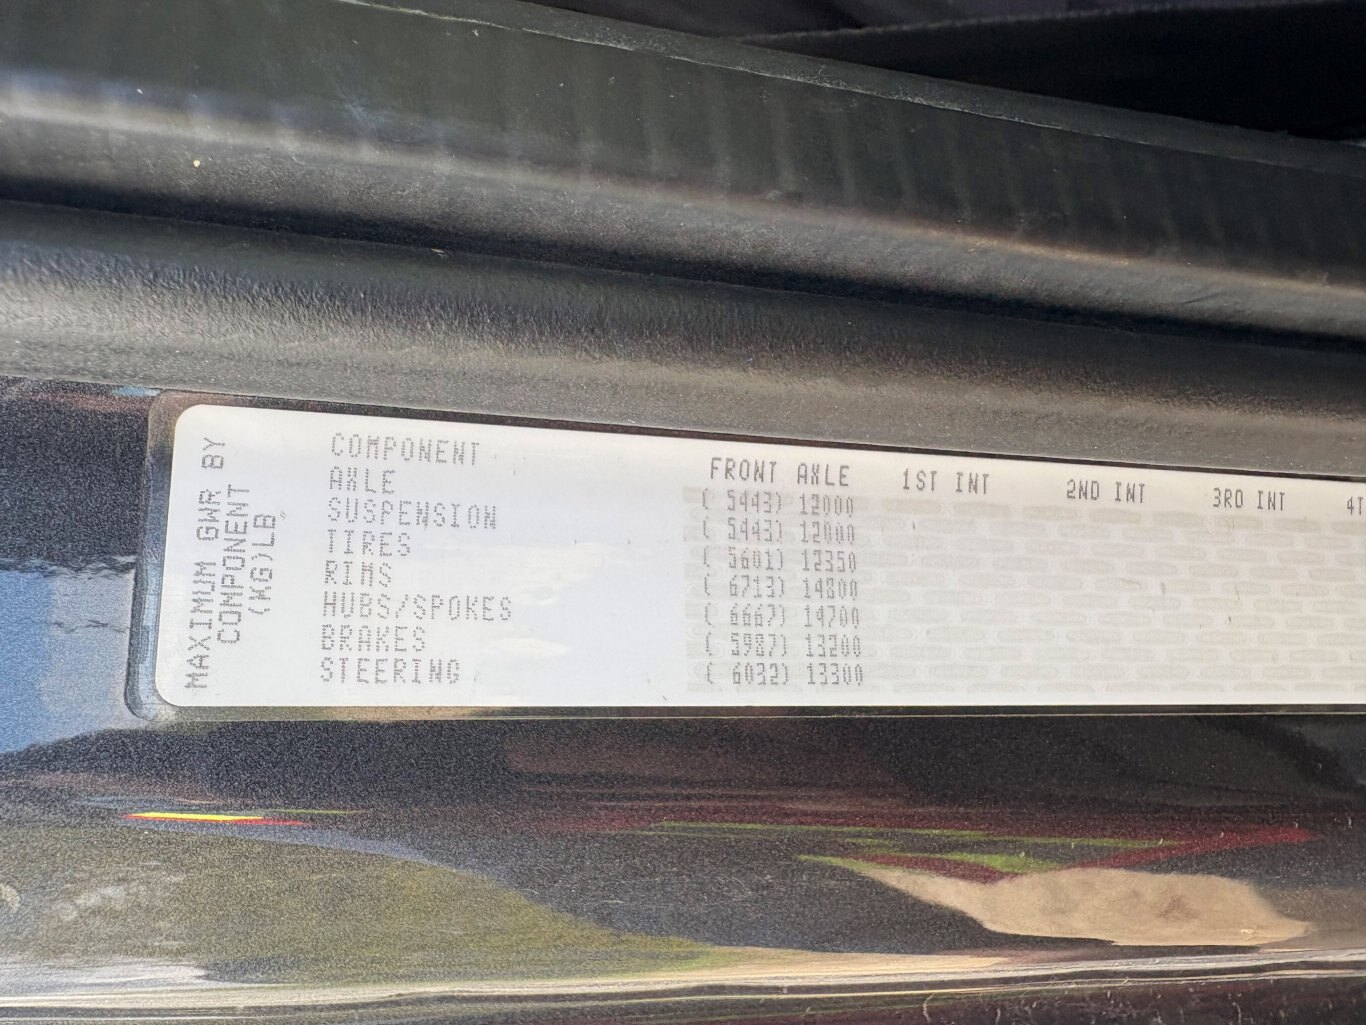 MAXIMUM GWR BY
COMPONENT
(KG)LB
COMPONENT FRONT AXLE 1ST INT 2ND INT 3RD INT 4T
AXLE ( 5443) 12000
SUSPENSION ( 5443) 12000
TIRES ( 5601) 12350
RIMS ( 6713) 14800
HUBS/SPOKES ( 6667) 14700
BRAKES ( 5987) 13200
STEERING ( 6032) 13300